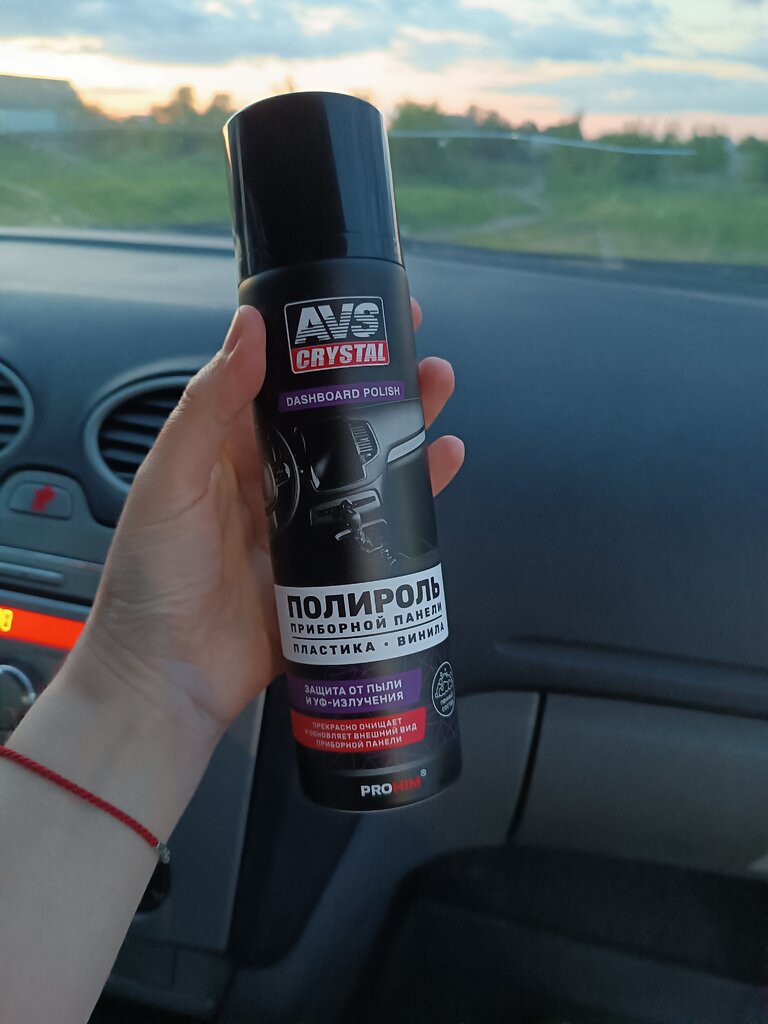 AVS
CRYSTAL
DASHBOARD POLISH
ПОЛИРОЛЬ
ПРИБОРНОЙ ПАНЕЛИ
ПЛАСТИКА · ВИНИЛА
ЗАЩИТА ОТ ПЫЛИ
И УФ-ИЗЛУЧЕНИЯ
ПРЕКРАСНО ОЧИЩАЕТ
И ОБНОВЛЯЕТ ВНЕШНИЙ ВИД
ПРИБОРНОЙ ПАНЕЛИ
PROHIM®